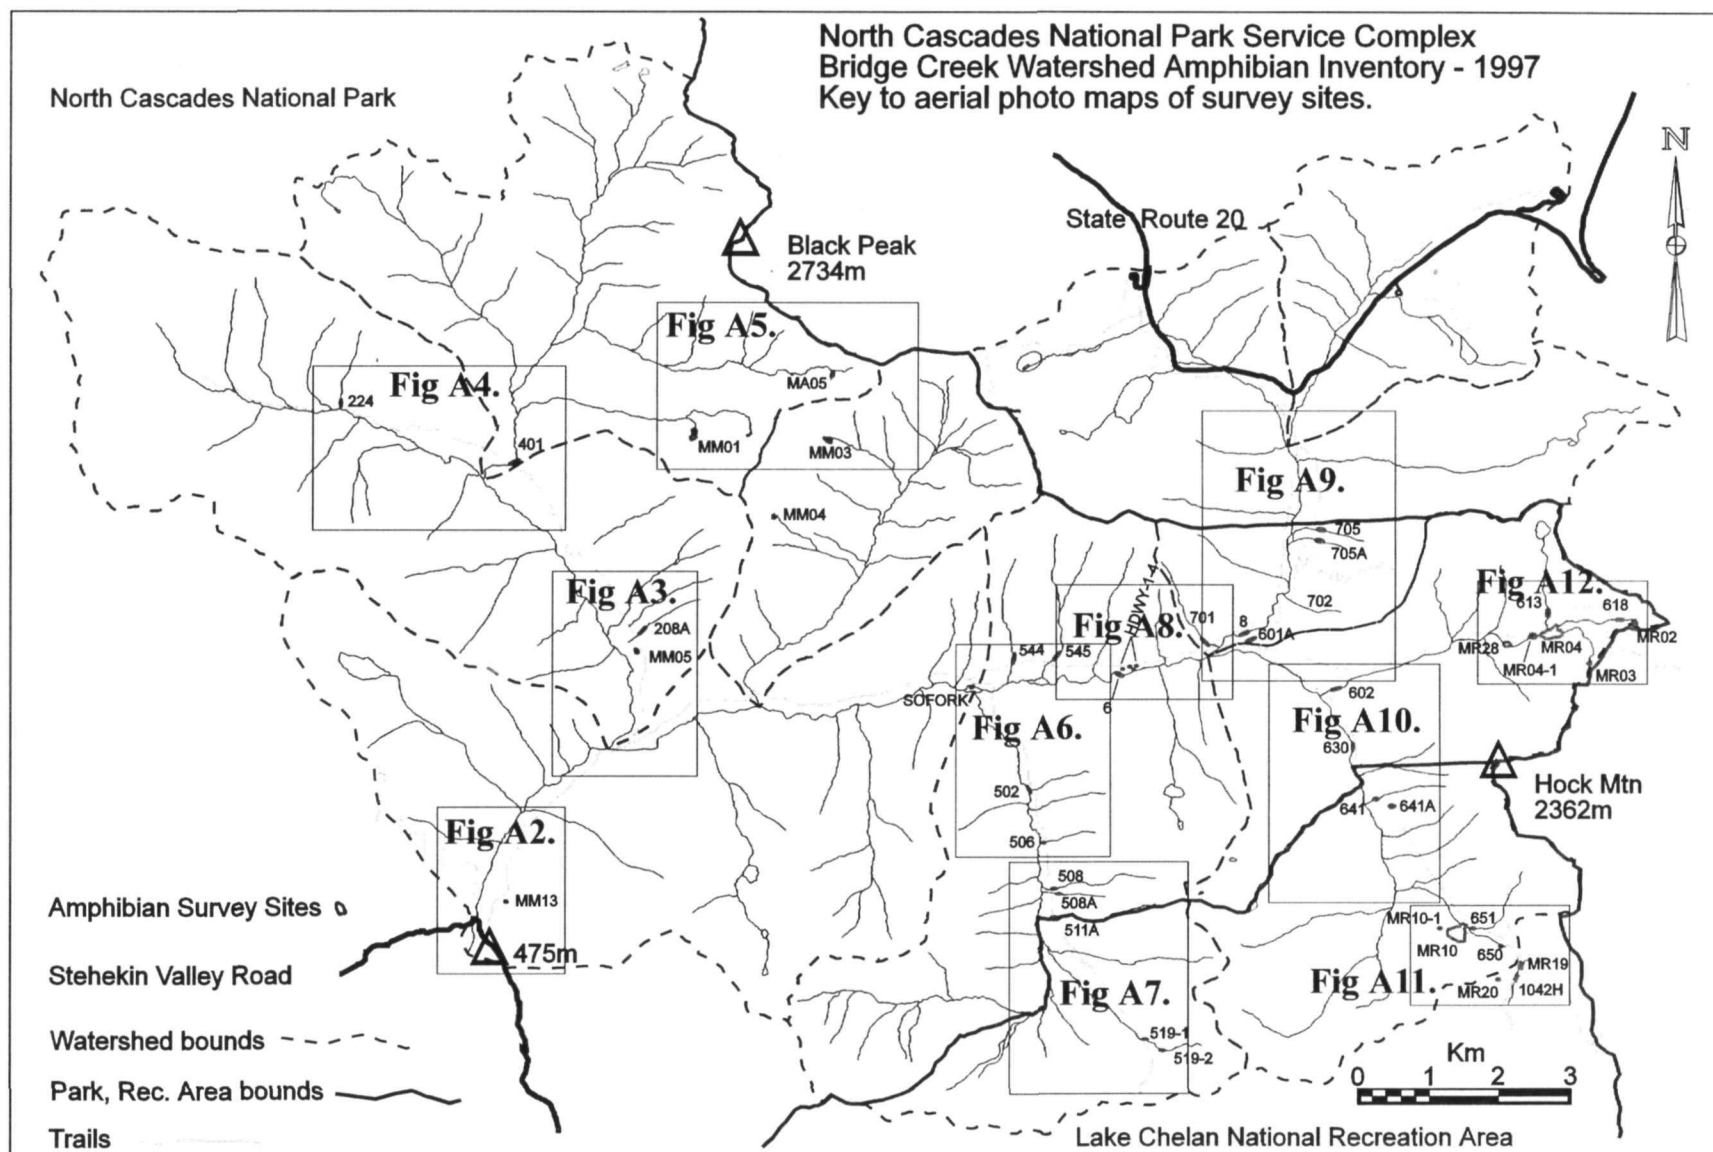 North Cascades National Park Service Complex
Bridge Creek Watershed Amphibian Inventory - 1997
Key to aerial photo maps of survey sites.
North Cascades National Park
N
State Route 20
Black Peak
2734m
Fig A5.
MA05
MM01
MM03
Fig A4.
224
401
Fig A9.
705
705A
702
701
8
601A
MM04
Fig A3.
208A
MM05
Fig A12.
613
618
MR02
MR28
MR04
MR04-1
MR03
Fig A8.
HDWY-1-4
6
544
545
SOFORK
Fig A6.
502
506
602
Fig A10.
630
641
641A
Hock Mtn
2362m
Fig A2.
MM13
475m
508
508A
511A
Fig A7.
519-1
519-2
MR10-1
651
MR10
650
MR19
Fig A11.
MR20
1042H
Amphibian Survey Sites
Stehekin Valley Road
Watershed bounds
Park, Rec. Area bounds
Trails
Km
0 1 2 3
Lake Chelan National Recreation Area